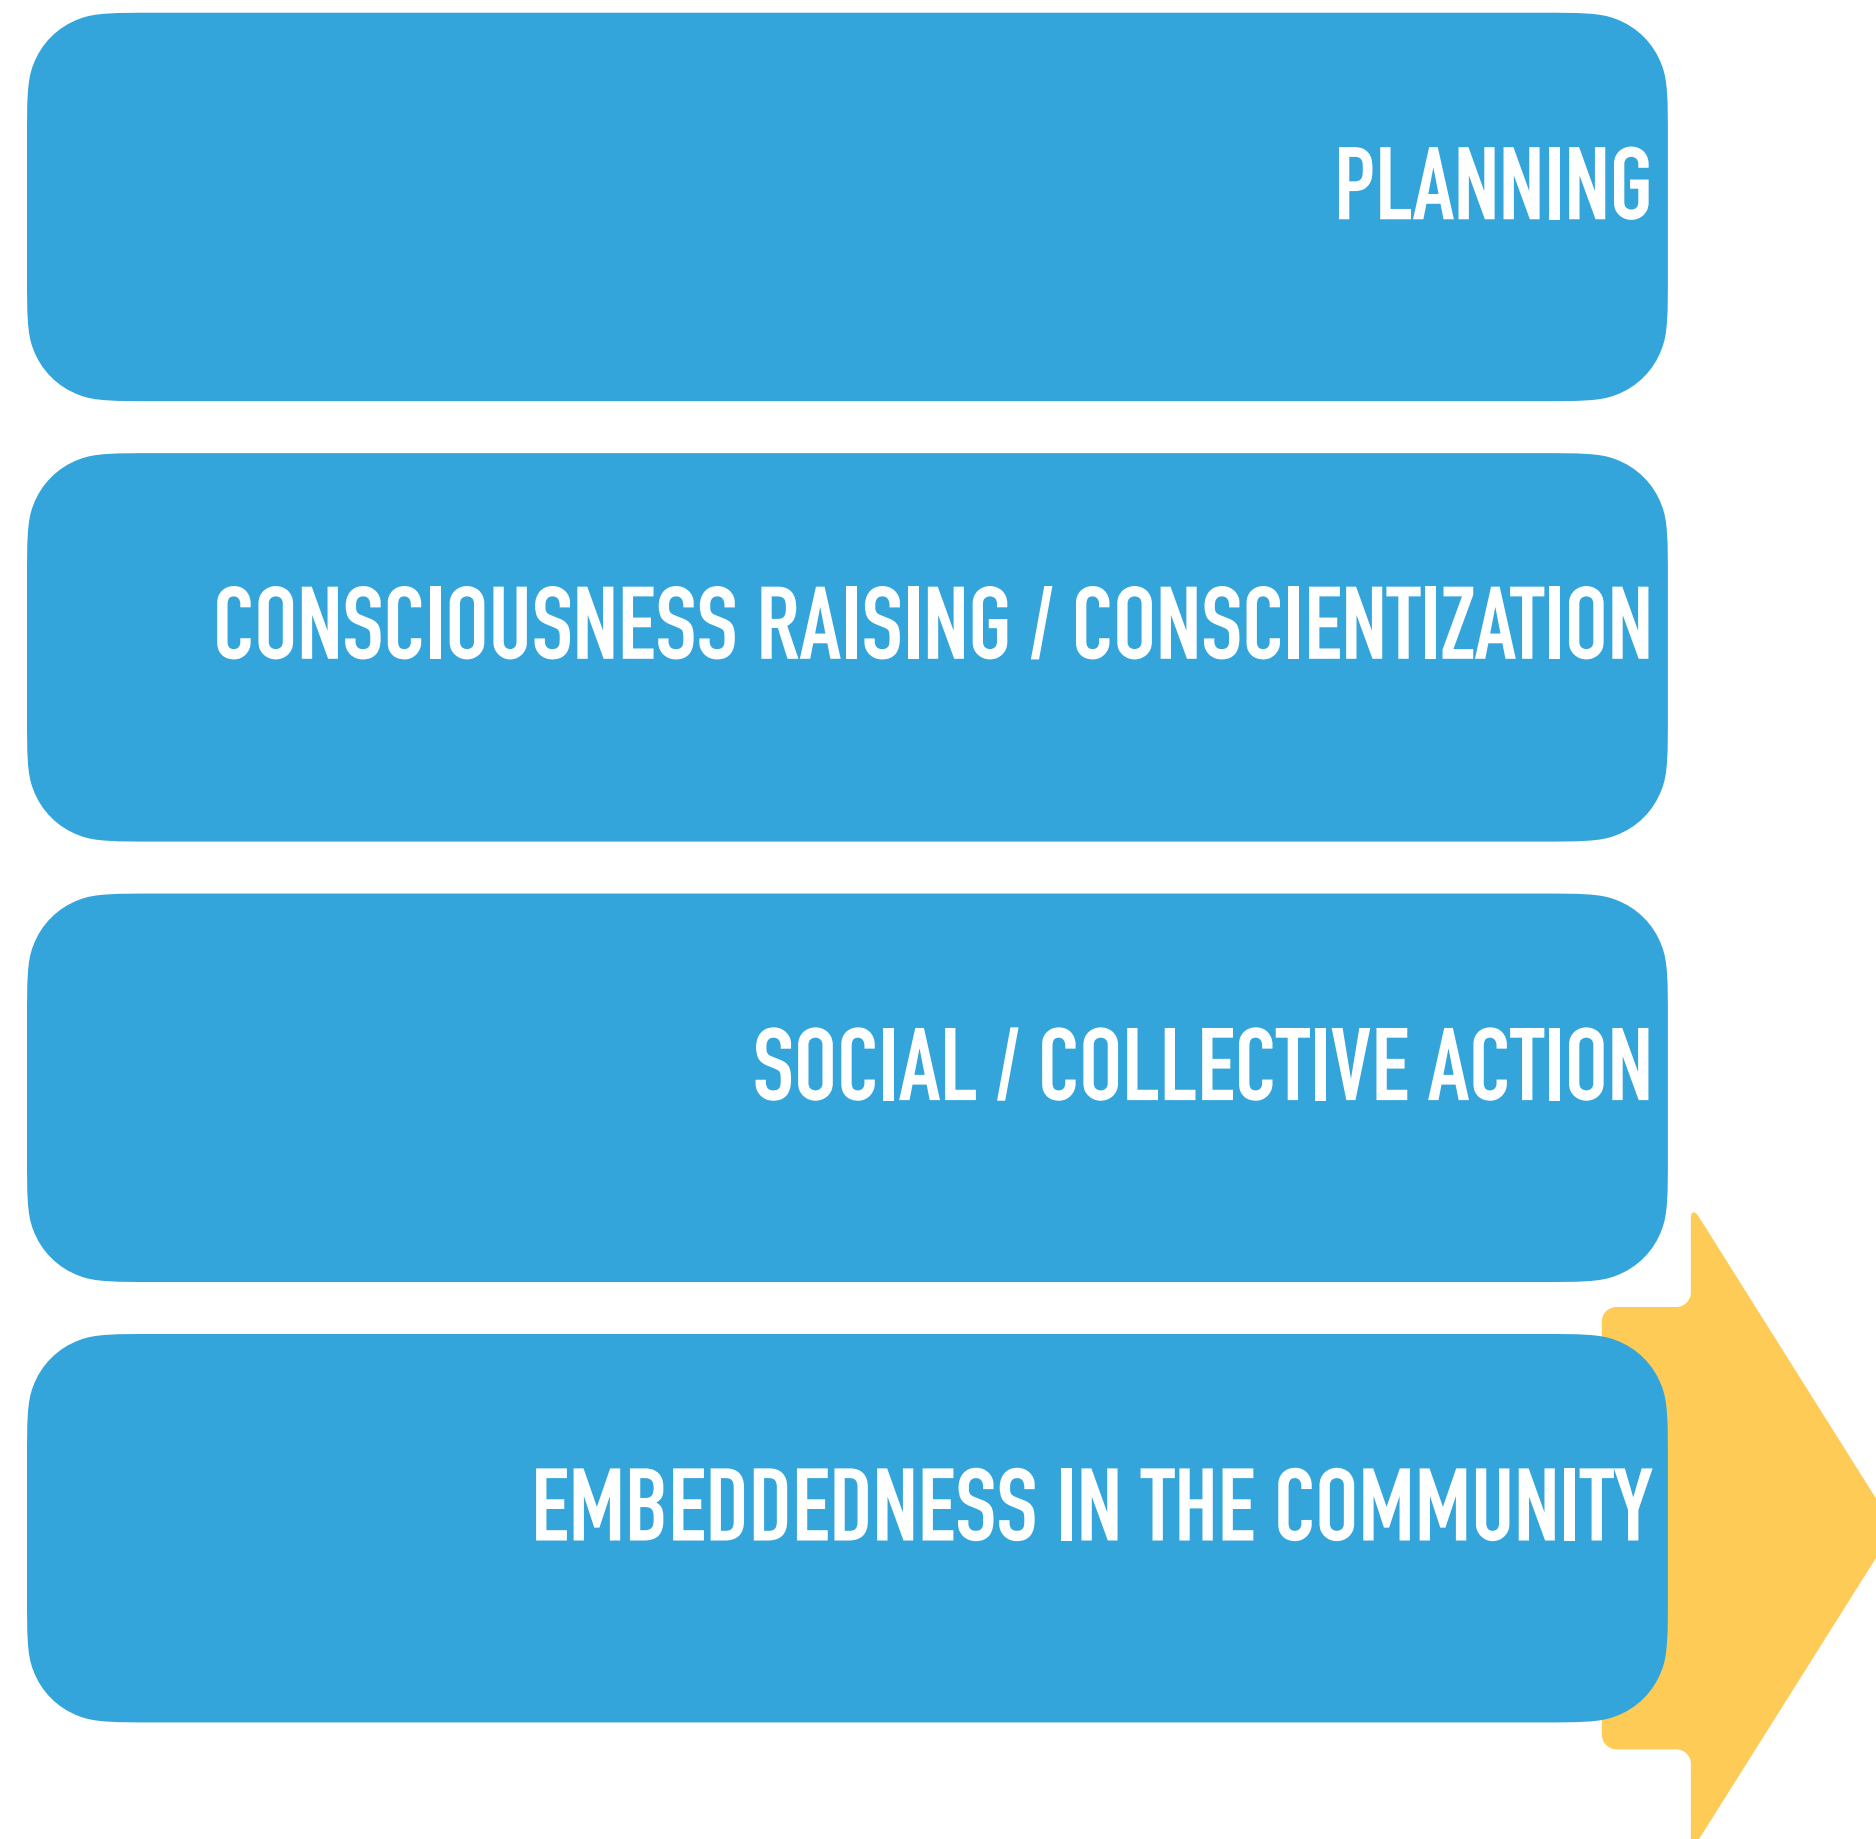 PLANNING
CONSCIOUSNESS RAISING / CONSCIENTIZATION
SOCIAL / COLLECTIVE ACTION
EMBEDDEDNESS IN THE COMMUNITY